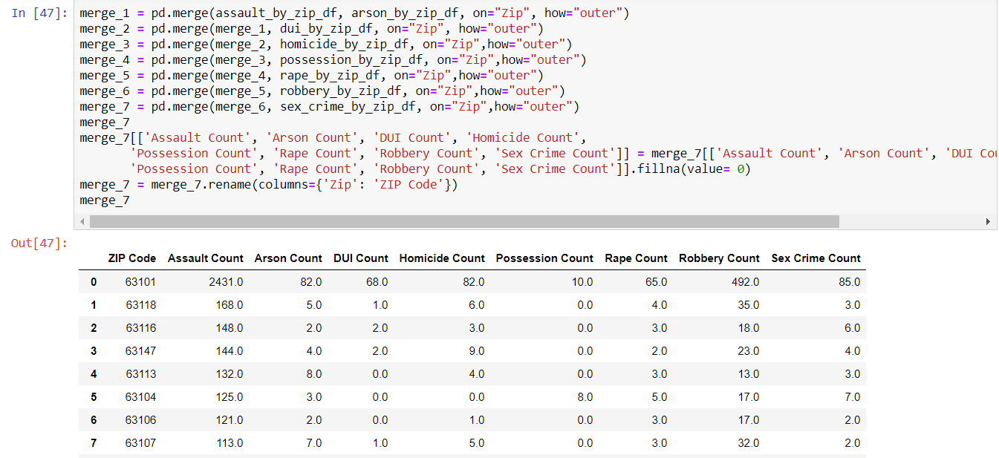 In [47]: merge_1 = pd.merge(assault_by_zip_df, arson_by_zip_df, on="Zip", how="outer")
merge_2 = pd.merge(merge_1, dui_by_zip_df, on="Zip", how="outer")
merge_3 = pd.merge(merge_2, homicide_by_zip_df, on="Zip",how="outer")
merge_4 = pd.merge(merge_3, possession_by_zip_df, on="Zip",how="outer")
merge_5 = pd.merge(merge_4, rape_by_zip_df, on="Zip",how="outer")
merge_6 = pd.merge(merge_5, robbery_by_zip_df, on="Zip",how="outer")
merge_7 = pd.merge(merge_6, sex_crime_by_zip_df, on="Zip",how="outer")
merge_7
merge_7[['Assault Count', 'Arson Count', 'DUI Count', 'Homicide Count',
'Possession Count', 'Rape Count', 'Robbery Count', 'Sex Crime Count']] = merge_7[['Assault Count', 'Arson Count', 'DUI
'Possession Count', 'Rape Count', 'Robbery Count', 'Sex Crime Count']].fillna(value= 0)
merge_7 = merge_7.rename(columns={'Zip': 'ZIP Code'})
merge_7
Out[47]:
ZIP Code Assault Count Arson Count DUI Count Homicide Count Possession Count Rape Count Robbery Count Sex Crime Count
0 63101 2431.0 82.0 68.0 82.0 10.0 65.0 492.0 85.0
1 63118 168.0 5.0 1.0 6.0 0.0 4.0 35.0 3.0
2 63116 148.0 2.0 2.0 3.0 0.0 3.0 18.0 6.0
3 63147 144.0 4.0 2.0 9.0 0.0 2.0 23.0 4.0
4 63113 132.0 8.0 0.0 4.0 0.0 3.0 13.0 3.0
5 63104 125.0 3.0 0.0 0.0 8.0 5.0 17.0 7.0
6 63106 121.0 2.0 0.0 1.0 0.0 3.0 17.0 2.0
7 63107 113.0 7.0 1.0 5.0 0.0 3.0 32.0 2.0